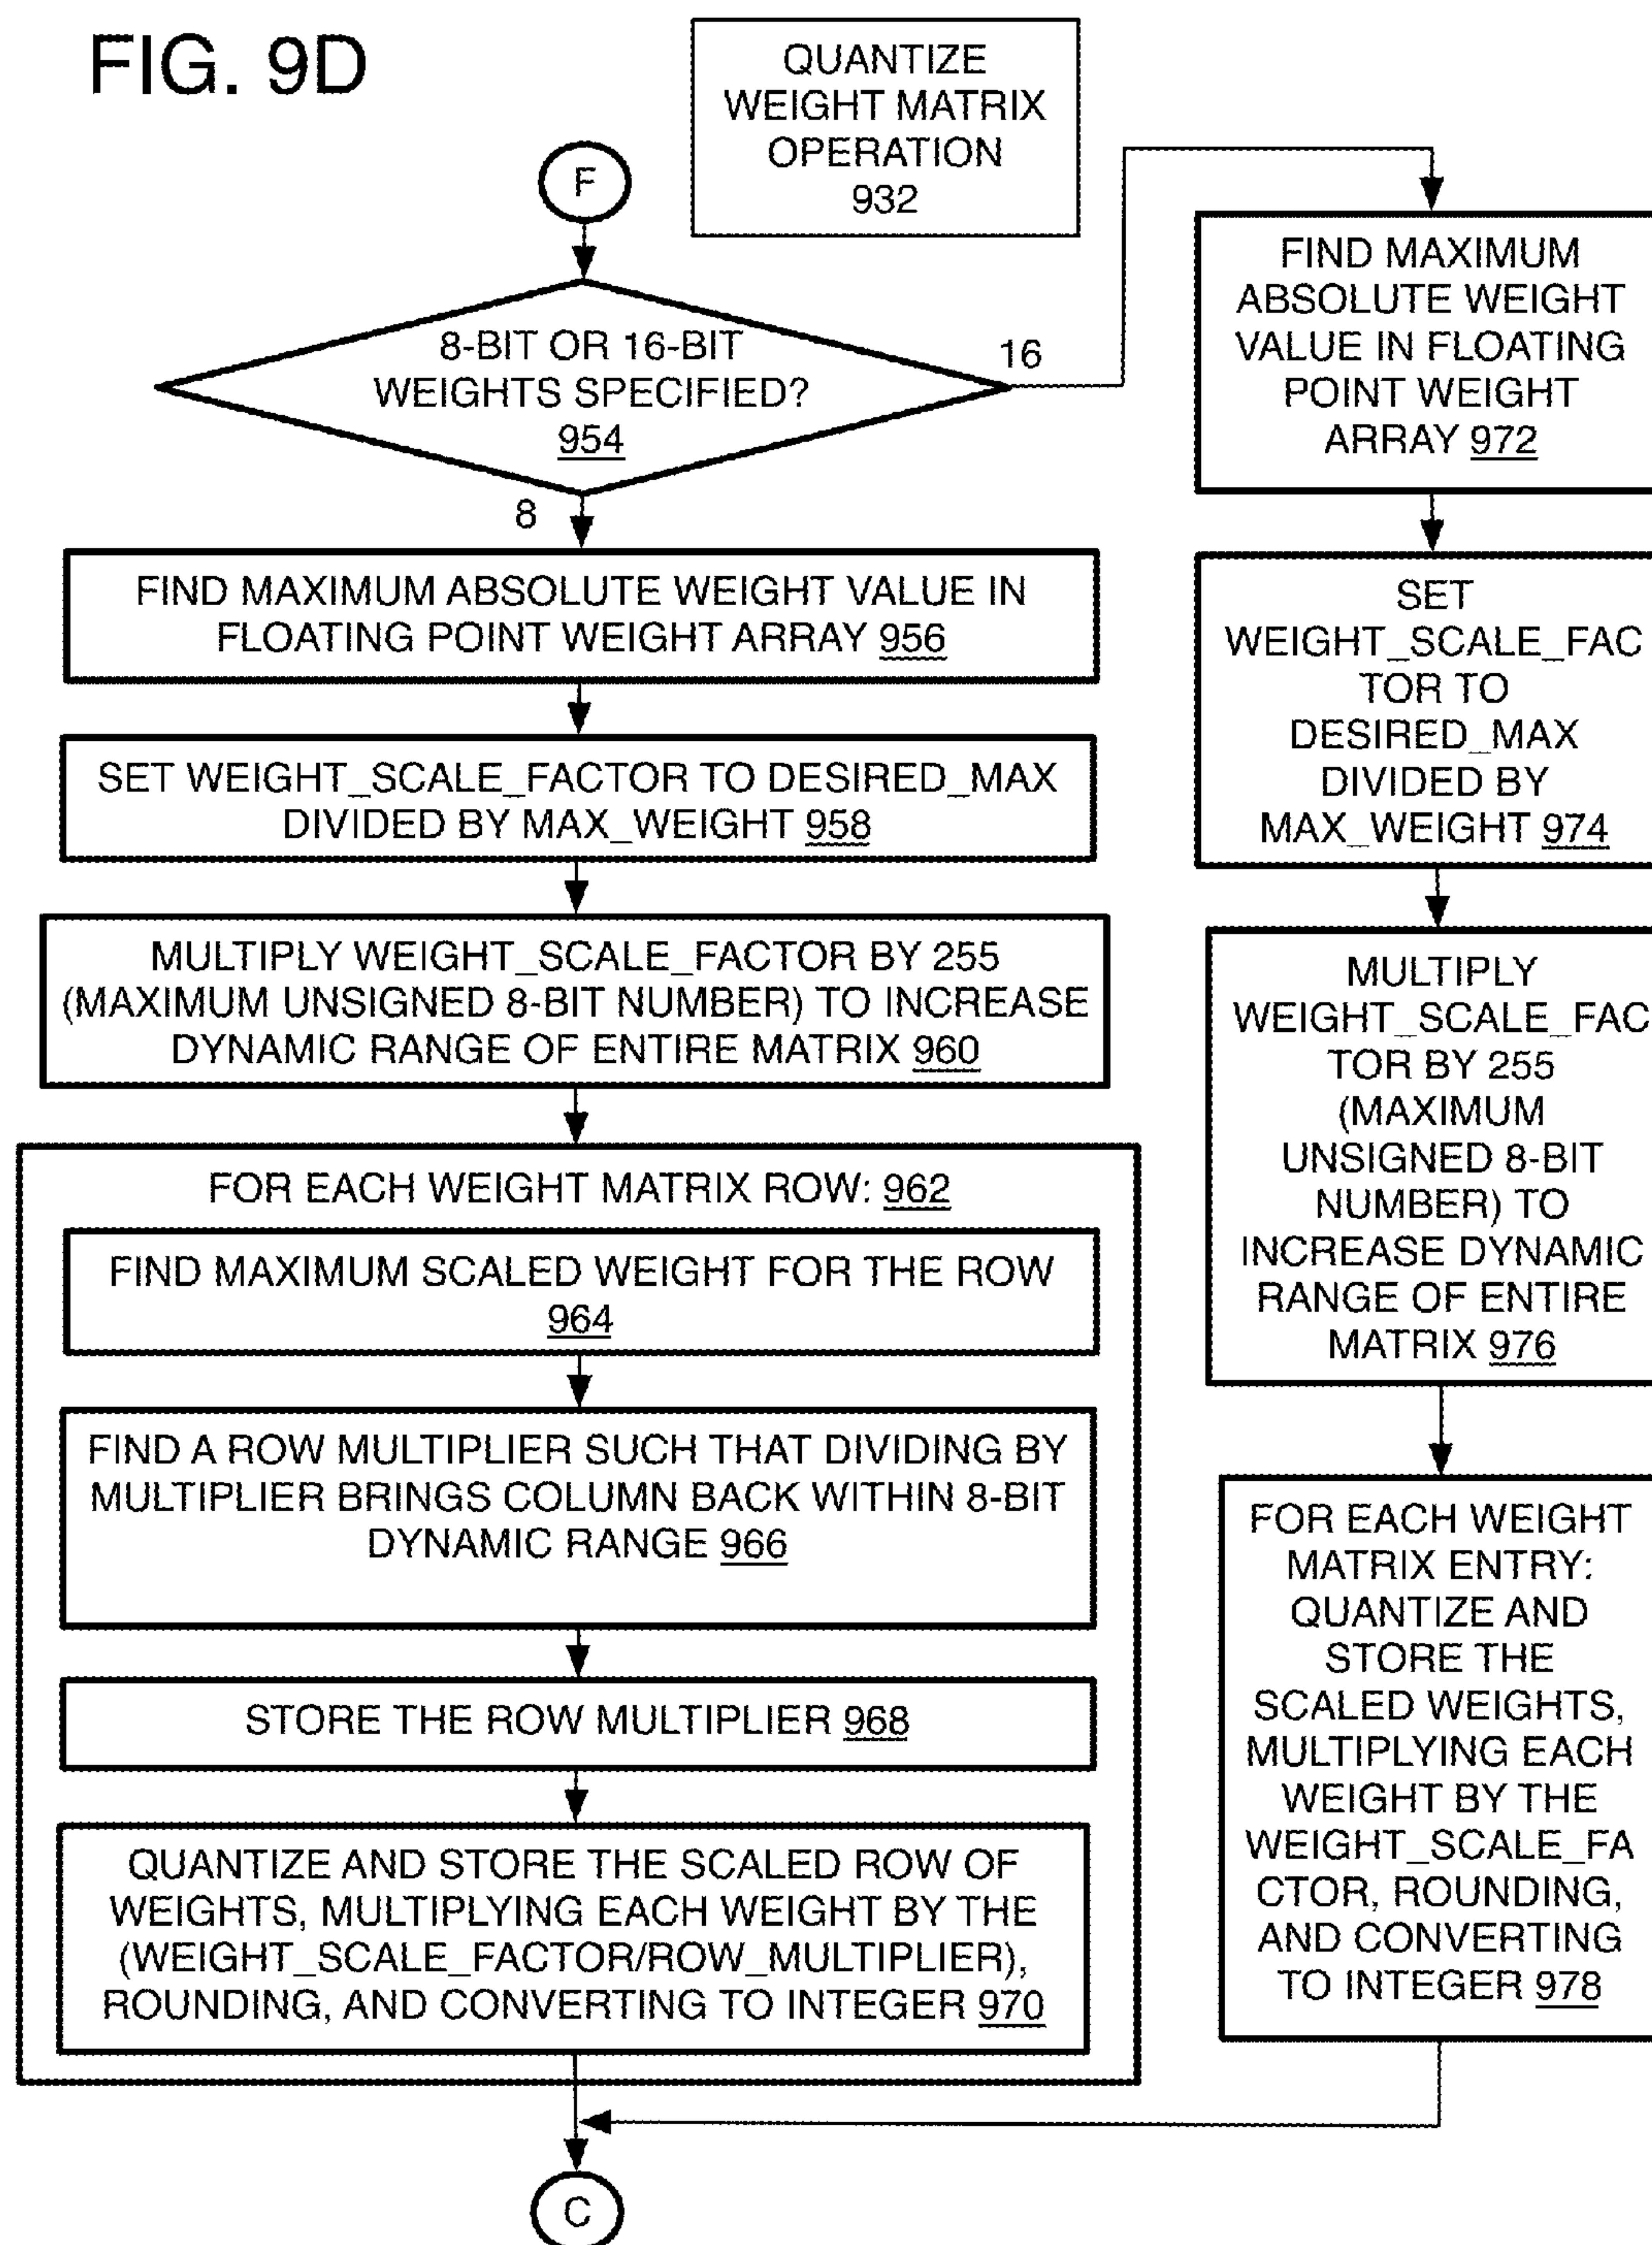 FIG. 9D
QUANTIZE
WEIGHT MATRIX
OPERATION
932
F
8-BIT OR 16-BIT
WEIGHTS SPECIFIED?
954
16
8
FIND MAXIMUM ABSOLUTE WEIGHT VALUE IN
FLOATING POINT WEIGHT ARRAY 956
SET WEIGHT_SCALE_FACTOR TO DESIRED_MAX
DIVIDED BY MAX_WEIGHT 958
MULTIPLY WEIGHT_SCALE_FACTOR BY 255
(MAXIMUM UNSIGNED 8-BIT NUMBER) TO INCREASE
DYNAMIC RANGE OF ENTIRE MATRIX 960
FOR EACH WEIGHT MATRIX ROW: 962
FIND MAXIMUM SCALED WEIGHT FOR THE ROW
964
FIND A ROW MULTIPLIER SUCH THAT DIVIDING BY
MULTIPLIER BRINGS COLUMN BACK WITHIN 8-BIT
DYNAMIC RANGE 966
STORE THE ROW MULTIPLIER 968
QUANTIZE AND STORE THE SCALED ROW OF
WEIGHTS, MULTIPLYING EACH WEIGHT BY THE
(WEIGHT_SCALE_FACTOR/ROW_MULTIPLIER),
ROUNDING, AND CONVERTING TO INTEGER 970
FIND MAXIMUM
ABSOLUTE WEIGHT
VALUE IN FLOATING
POINT WEIGHT
ARRAY 972
SET
WEIGHT_SCALE_FAC
TOR TO
DESIRED_MAX
DIVIDED BY
MAX_WEIGHT 974
MULTIPLY
WEIGHT_SCALE_FAC
TOR BY 255
(MAXIMUM
UNSIGNED 8-BIT
NUMBER) TO
INCREASE DYNAMIC
RANGE OF ENTIRE
MATRIX 976
FOR EACH WEIGHT
MATRIX ENTRY:
QUANTIZE AND
STORE THE
SCALED WEIGHTS,
MULTIPLYING EACH
WEIGHT BY THE
WEIGHT_SCALE_FA
CTOR, ROUNDING,
AND CONVERTING
TO INTEGER 978
C